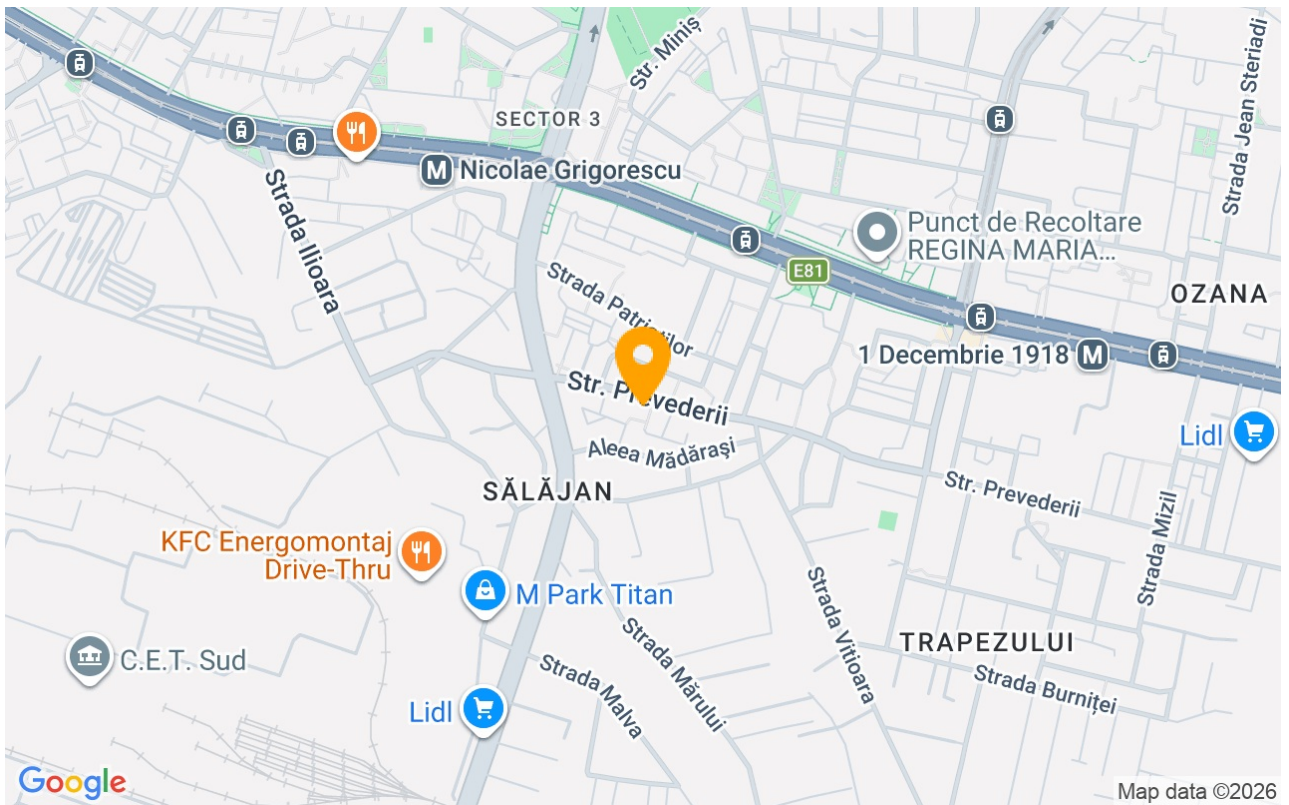 Str. Miniș
Strada Jean Steriadi
SECTOR 3
M Nicolae Grigorescu
Strada Ilioara
Punct de Recoltare
REGINA MARIA...
E81
Strada Patrioților
OZANA
1 Decembrie 1918 M
Str. Prevederii
Lidl
Aleea Mădărași
SĂLĂJAN
Str. Prevederii
Strada Mizil
KFC Energomontaj
Drive-Thru
M Park Titan
Strada Vitioara
TRAPEZULUI
C.E.T. Sud
Strada Mărului
Strada Malva
Strada Burniței
Lidl
Google
Map data ©2026